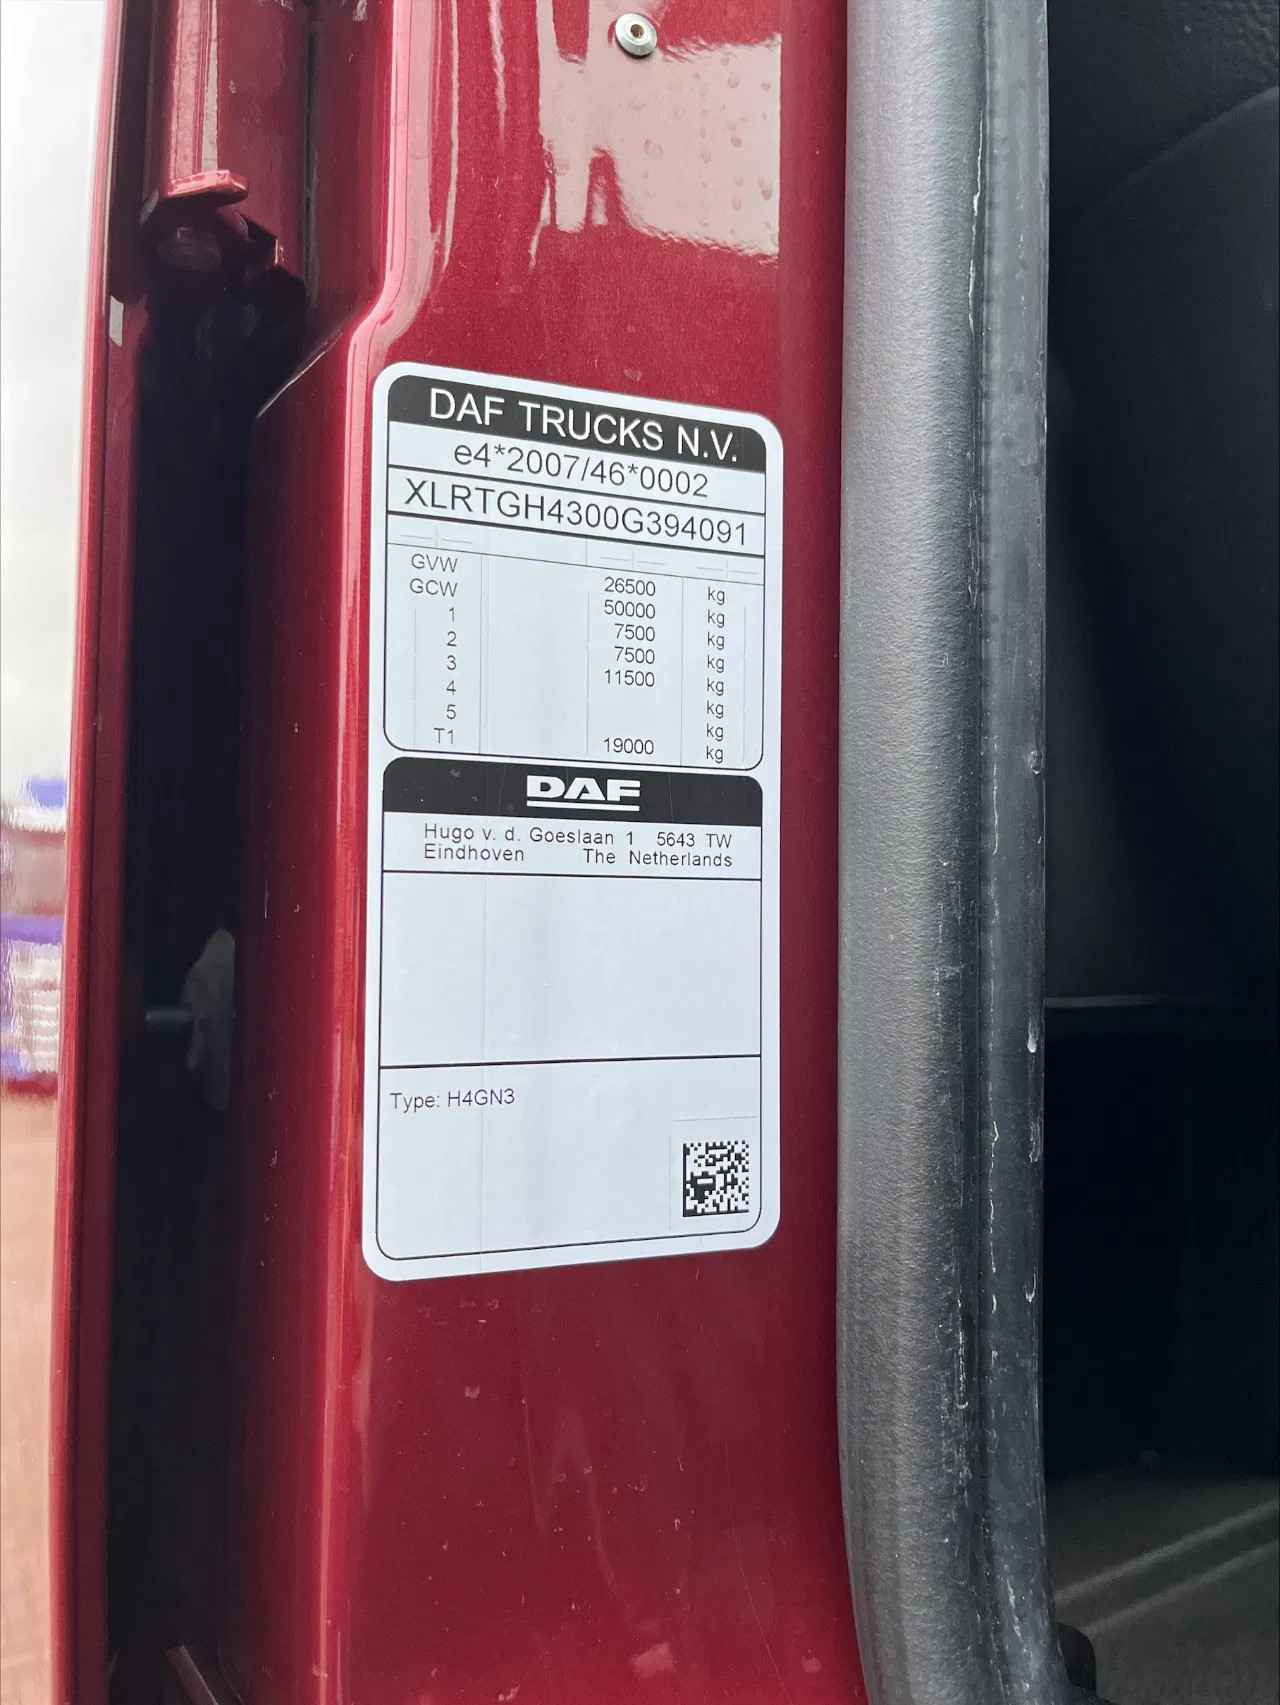 DAF TRUCKS N.V.
e4*2007/46*0002
XLRTGH4300G394091
GVW 26500 kg
GCW 50000 kg
1 7500 kg
2 7500 kg
3 11500 kg
4 kg
5 kg
T1 19000 kg
DAF
Hugo v. d. Goeslaan 1 5643 TW
Eindhoven The Netherlands
Type: H4GN3